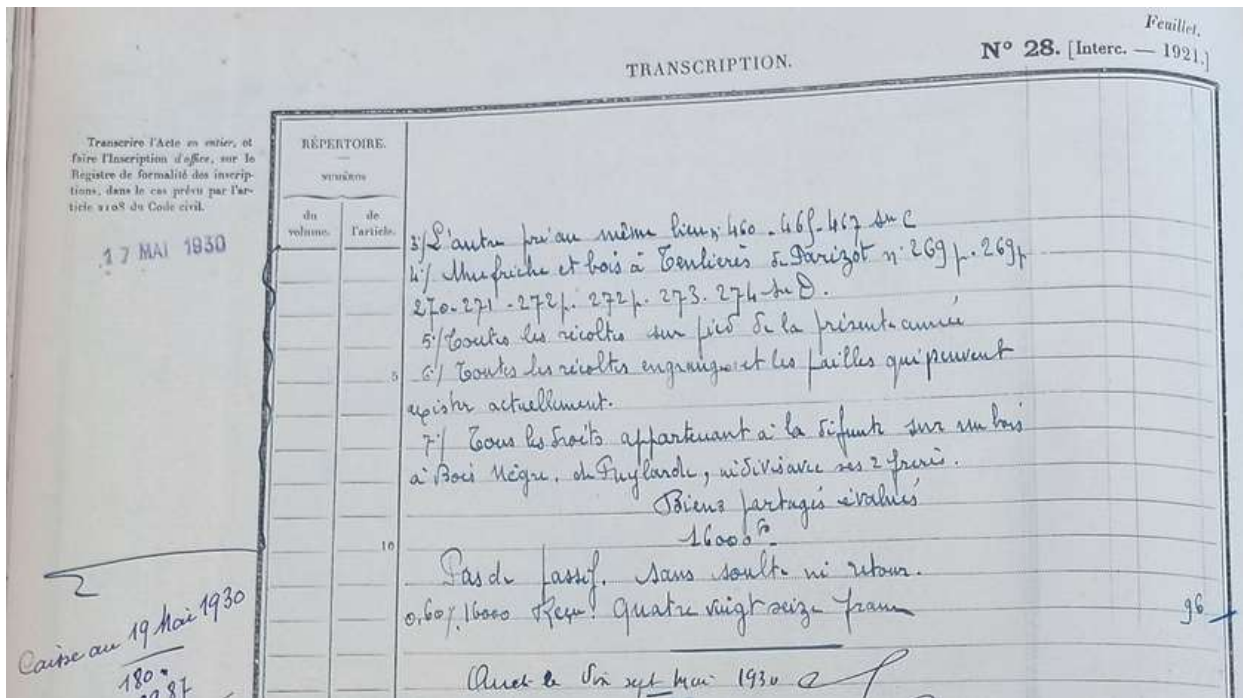 Feuillet.
N° 28. [Interc. — 1921.]
TRANSCRIPTION.
Transcrire l'Acte en entier, et
faire l'Inscription d'office, sur le
Registre de formalité des inscrip-
tions, dans le cas prévu par l'ar-
ticle 2108 du Code civil.
RÉPERTOIRE.
NUMÉROS
du
volume.
de
l'article.
17 MAI 1930
3°/ L'autre pré au même lieu n° 460 - 465 - 467 son C
4°/ friche et bois à de Parizot n° 269 p. 269 p
270 - 271 - 272 p. 272 p. 273. 274 son D.
5°/ Toutes les récoltes sur pied de la présente année
5
6°/ Toutes les récoltes engrangées et les pailles qui peuvent
exister actuellement.
7°/ Tous les droits appartenant à la défunte sur un bois
à Bois Nègre, de Puylarde, indivis avec ses 2 frères.
Biens partagés évalués
16000 f
10
Pas de passif. Sans soulte ni retour.
0,60% 16000 Reçu : Quatre vingt seize francs
96
Caisse au 19 Mai 1930
180
87
le dix sept mai 1930